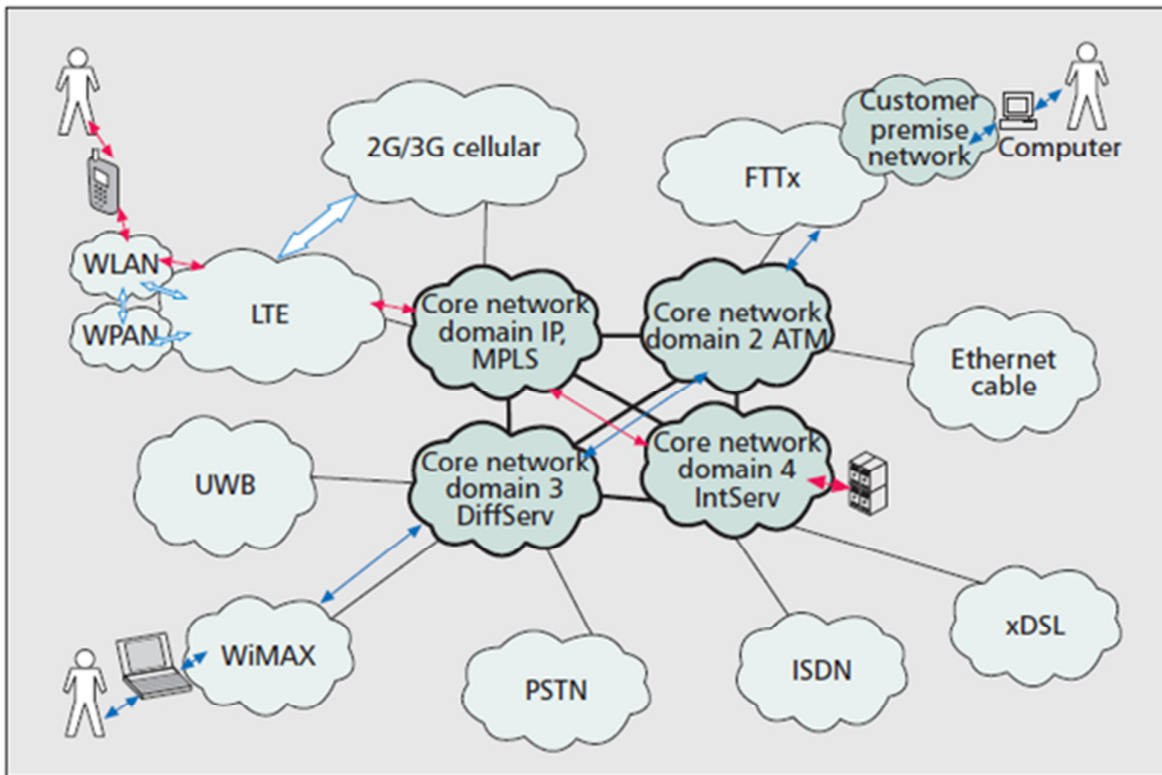 2G/3G cellular
Customer
premise
network
Computer
FTTx
WLAN
WPAN
LTE
Core network
domain IP,
MPLS
Core network
domain 2 ATM
Ethernet
cable
UWB
Core network
domain 3
DiffServ
Core network
domain 4
IntServ
WiMAX
PSTN
ISDN
xDSL